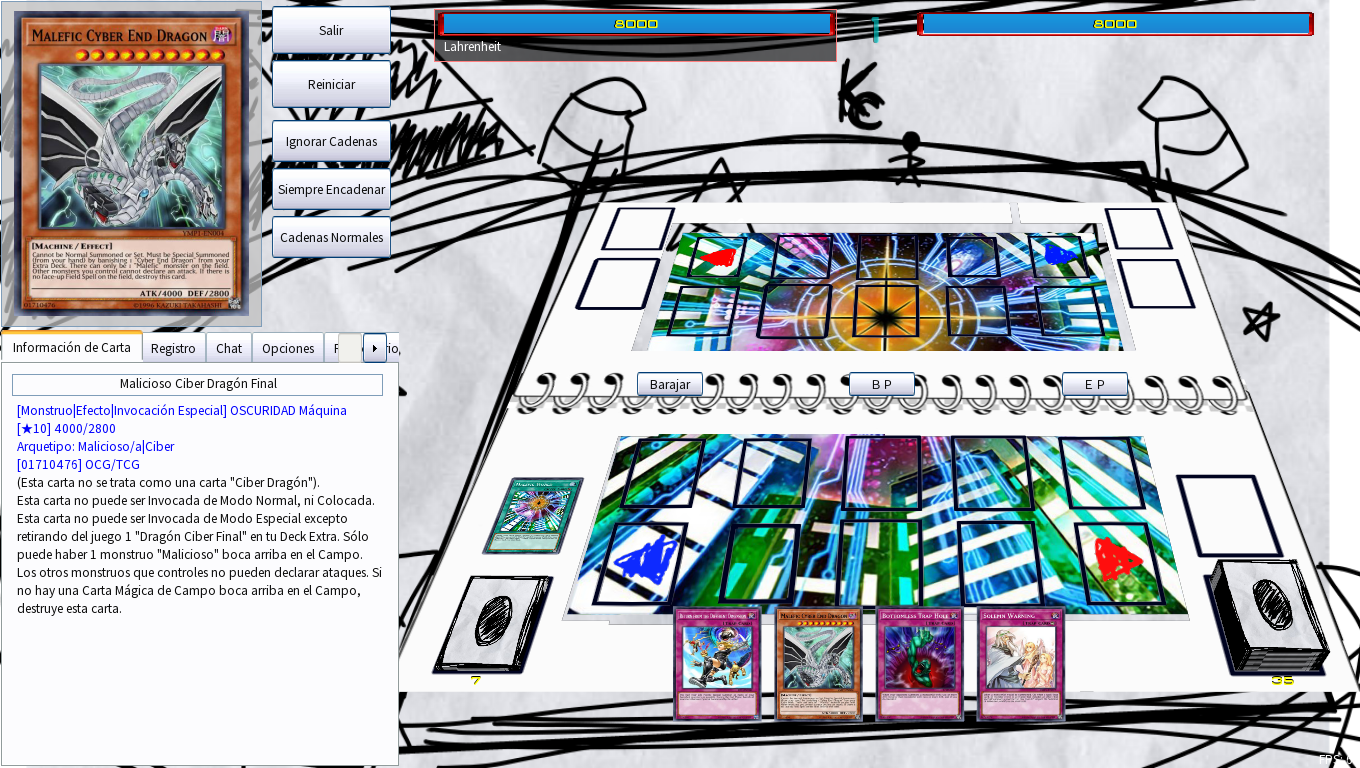 MALEFIC CYBER END DRAGON
YMP1-EN004
[MACHINE / EFFECT]
Cannot be Normal Summoned or Set. Must be Special Summoned
(from your hand) by banishing 1 "Cyber End Dragon" from your
Extra Deck. There can only be 1 "Malefic" monster on the field.
Other monsters you control cannot declare an attack. If there is
no face-up Field Spell on the field, destroy this card.
ATK/4000 DEF/2800
01710476
©1996 KAZUKI TAKAHASHI
Salir
Reiniciar
Ignorar Cadenas
Siempre Encadenar
Cadenas Normales
8000
Lahrenheit
8000
KC
Información de Carta
Registro
Chat
Opciones
Malicioso Ciber Dragón Final
[Monstruo|Efecto|Invocación Especial] OSCURIDAD Máquina
[★10] 4000/2800
Arquetipo: Malicioso/a|Ciber
[01710476] OCG/TCG
(Esta carta no se trata como una carta "Ciber Dragón").
Esta carta no puede ser Invocada de Modo Normal, ni Colocada.
Esta carta no puede ser Invocada de Modo Especial excepto
retirando del juego 1 "Dragón Ciber Final" en tu Deck Extra. Sólo
puede haber 1 monstruo "Malicioso" boca arriba en el Campo.
Los otros monstruos que controles no pueden declarar ataques. Si
no hay una Carta Mágica de Campo boca arriba en el Campo,
destruye esta carta.
Barajar
B P
E P
7
35
RETURN FROM THE DIFFERENT DIMENSION
MALEFIC CYBER END DRAGON
BOTTOMLESS TRAP HOLE
SOLEMN WARNING